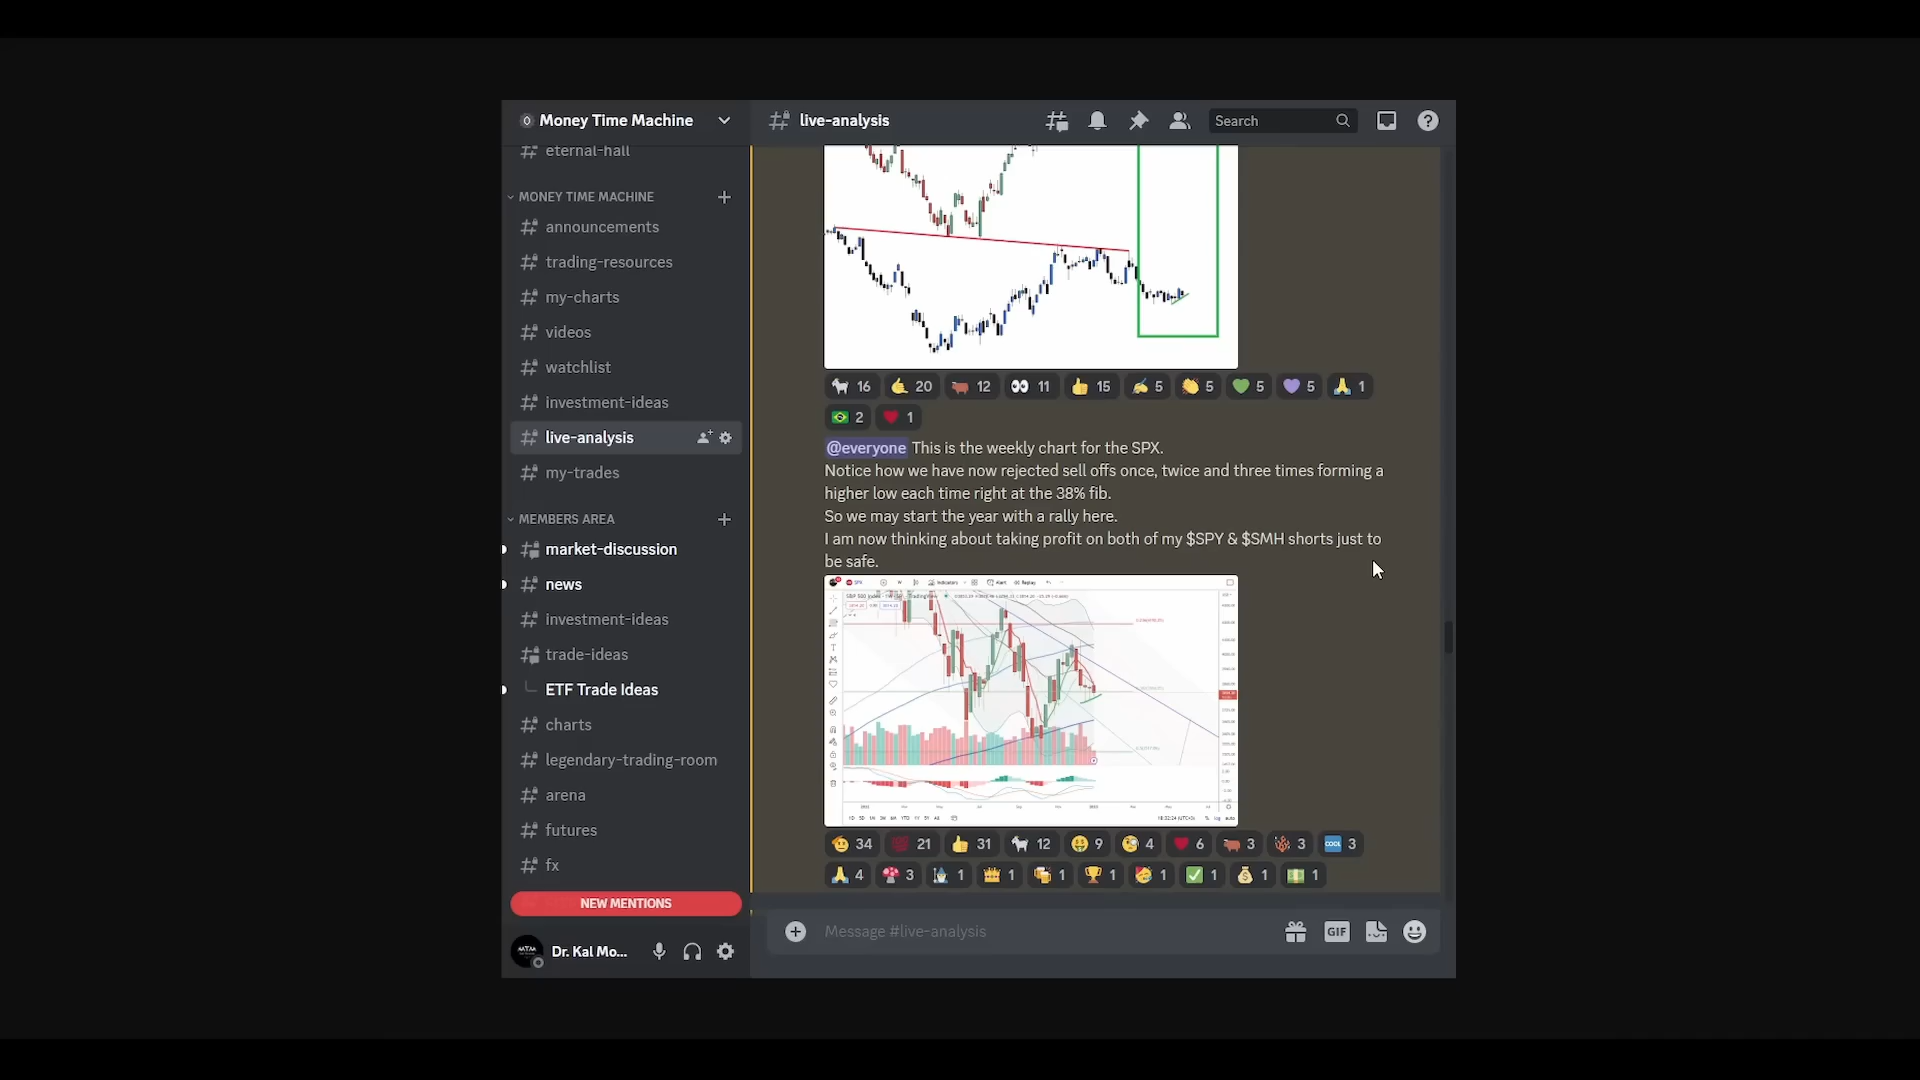 Money Time Machine
live-analysis
Search
eternal-hall
MONEY TIME MACHINE
announcements
trading-resources
my-charts
videos
watchlist
investment-ideas
live-analysis
my-trades
MEMBERS AREA
market-discussion
news
investment-ideas
trade-ideas
ETF Trade Ideas
charts
legendary-trading-room
arena
futures
fx
NEW MENTIONS
Dr. Kal Mo...
16 20 12 11 15 5 5 5 5 1
2 1
@everyone This is the weekly chart for the SPX.
Notice how we have now rejected sell offs once, twice and three times forming a
higher low each time right at the 38% fib.
So we may start the year with a rally here.
I am now thinking about taking profit on both of my $SPY & $SMH shorts just to
be safe.
SPX W Indicators Alert Replay
34 21 31 12 9 4 6 3 3 COOL 3
4 3 1 1 1 1 1 1 1 1
Message #live-analysis
GIF